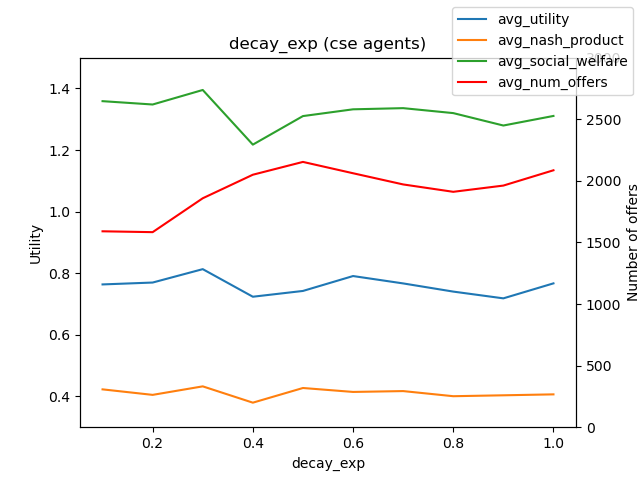 decay_exp (cse agents)
avg_utility
avg_nash_product
avg_social_welfare
avg_num_offers
1.4
1.2
1.0
0.8
0.6
0.4
Utility
3000
2500
2000
1500
1000
500
0
Number of offers
0.2 0.4 0.6 0.8 1.0
decay_exp